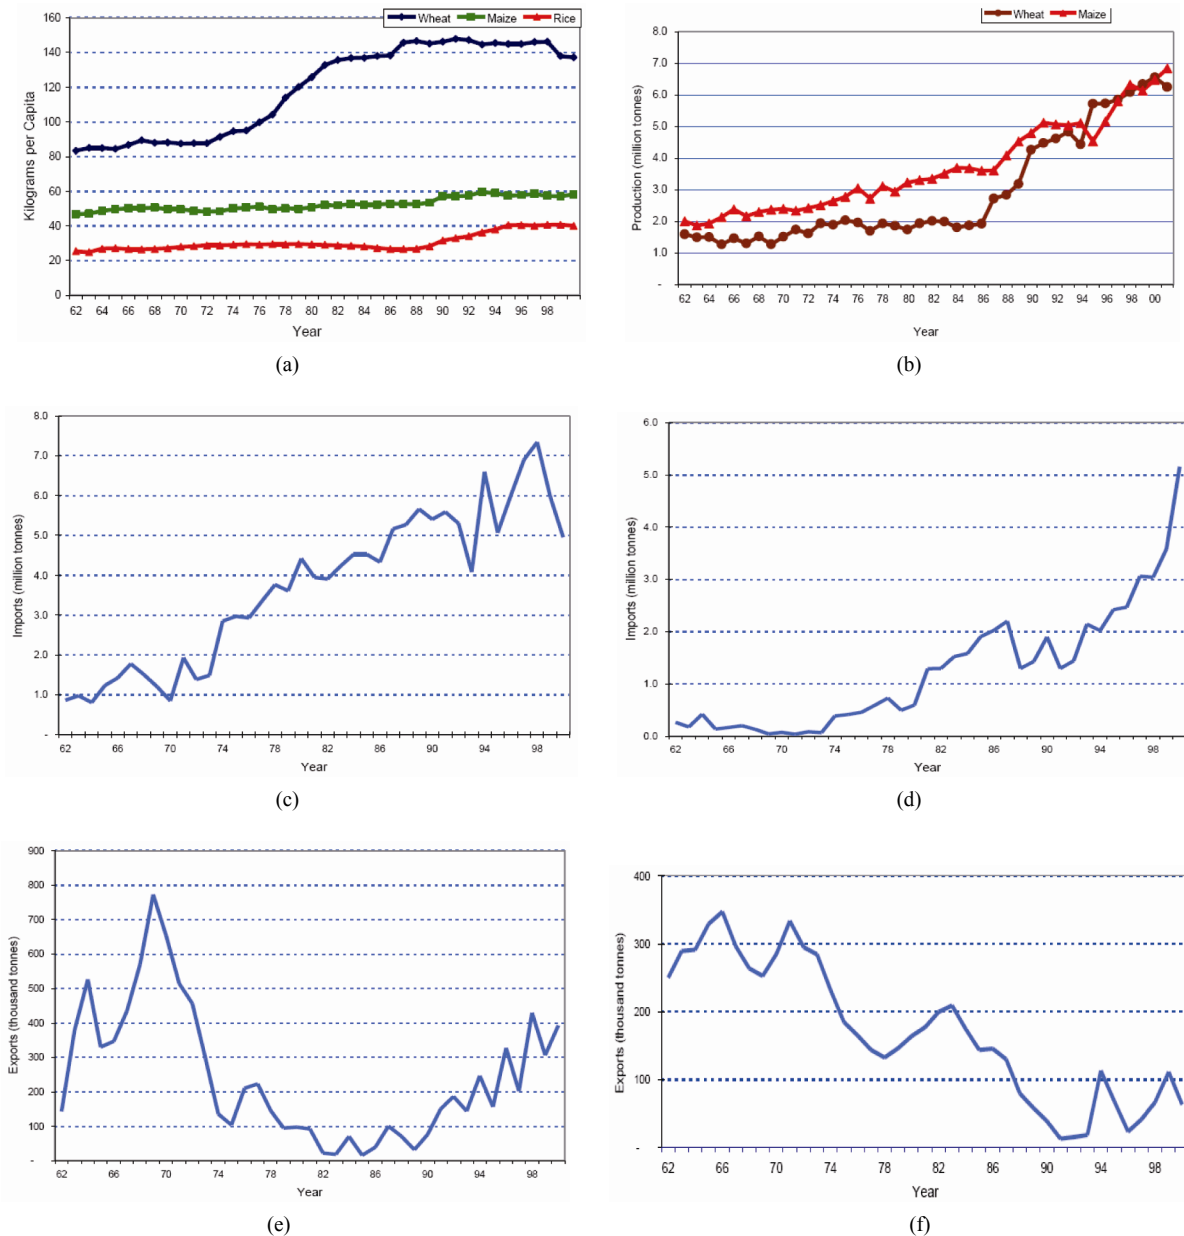 Wheat Maize Rice
160
140
120
100
80
60
40
20
0
Kilograms per Capita
62 64 66 68 70 72 74 76 78 80 82 84 86 88 90 92 94 96 98
Year
(a)
Wheat Maize
8.0
7.0
6.0
5.0
4.0
3.0
2.0
1.0
-
Production (million tonnes)
62 64 66 68 70 72 74 76 78 80 82 84 86 88 90 92 94 96 98 00
Year
(b)
8.0
7.0
6.0
5.0
4.0
3.0
2.0
1.0
-
Imports (million tonnes)
62 66 70 74 78 82 86 90 94 98
Year
(c)
6.0
5.0
4.0
3.0
2.0
1.0
0.0
Imports (million tonnes)
62 66 70 74 78 82 86 90 94 98
Year
(d)
900
800
700
600
500
400
300
200
100
-
Exports (thousand tonnes)
62 66 70 74 78 82 86 90 94 98
Year
(e)
400
300
200
100
-
Exports (thousand tonnes)
62 66 70 74 78 82 86 90 94 98
Year
(f)